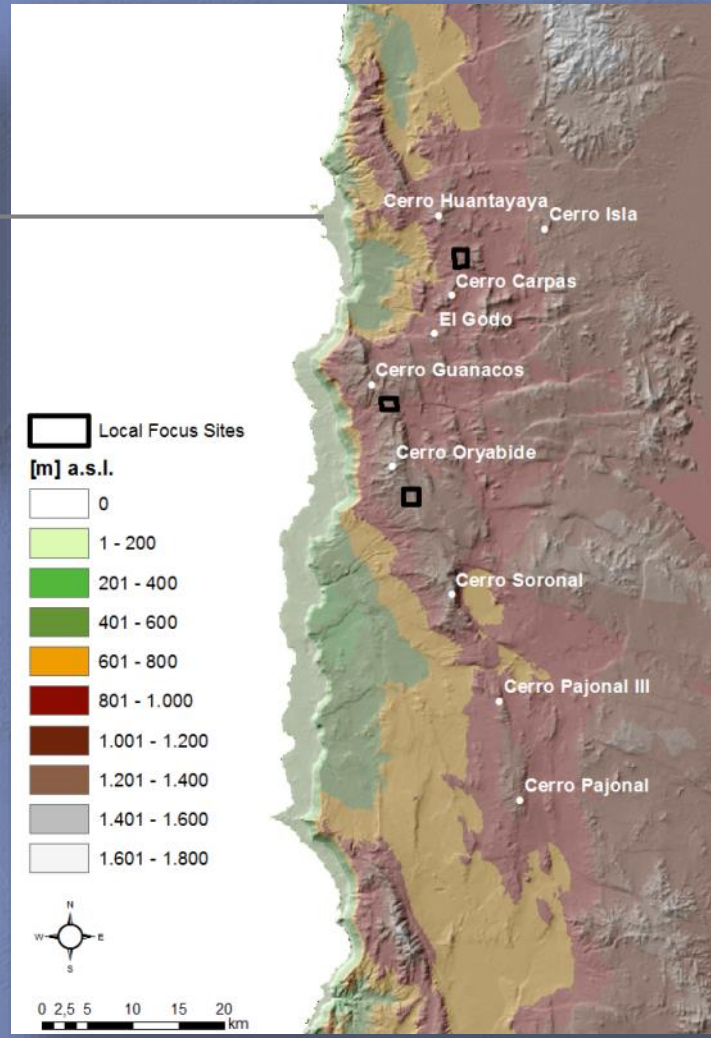 Cerro Huantayaya
Cerro Isla
Cerro Carpas
El Godo
Cerro Guanacos
Cerro Oryabide
Cerro Soronal
Cerro Pajonal III
Cerro Pajonal
Local Focus Sites
[m] a.s.l.
0
1 - 200
201 - 400
401 - 600
601 - 800
801 - 1.000
1.001 - 1.200
1.201 - 1.400
1.401 - 1.600
1.601 - 1.800
N
W E
S
0 2,5 5 10 15 20
km